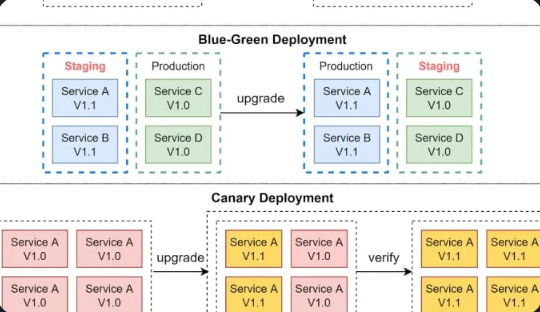 Blue-Green Deployment
Staging
Production
Service A
V1.1
Service C
V1.0
Service B
V1.1
Service D
V1.0
upgrade
Production
Staging
Service A
V1.1
Service C
V1.0
Service B
V1.1
Service D
V1.0
Canary Deployment
Service A
V1.0
Service A
V1.0
Service A
V1.0
Service A
V1.0
upgrade
Service A
V1.1
Service A
V1.0
Service A
V1.1
Service A
V1.0
verify
Service A
V1.1
Service A
V1.1
Service A
V1.1
Service A
V1.1